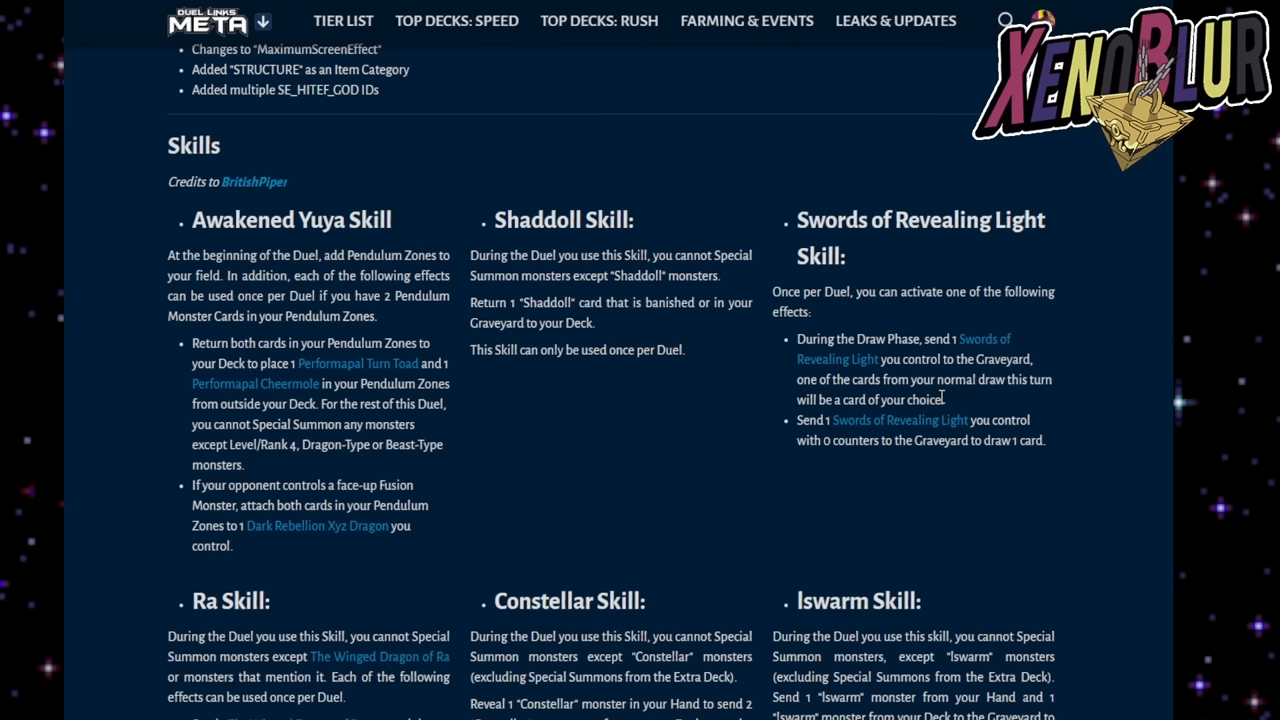 DUEL LINKS
META
TIER LIST
TOP DECKS: SPEED
TOP DECKS: RUSH
FARMING & EVENTS
LEAKS & UPDATES
XENOBLUR
Changes to "MaximumScreenEffect"
Added "STRUCTURE" as an Item Category
Added multiple SE_HITEF_GOD IDs
Skills
Credits to BritishPiper
Awakened Yuya Skill
At the beginning of the Duel, add Pendulum Zones to
your field. In addition, each of the following effects
can be used once per Duel if you have 2 Pendulum
Monster Cards in your Pendulum Zones.
Return both cards in your Pendulum Zones to
your Deck to place 1 Performapal Turn Toad and 1
Performapal Cheermole in your Pendulum Zones
from outside your Deck. For the rest of this Duel,
you cannot Special Summon any monsters
except Level/Rank 4, Dragon-Type or Beast-Type
monsters.
If your opponent controls a face-up Fusion
Monster, attach both cards in your Pendulum
Zones to 1 Dark Rebellion Xyz Dragon you
control.
Shaddoll Skill:
During the Duel you use this Skill, you cannot Special
Summon monsters except "Shaddoll" monsters.
Return 1 "Shaddoll" card that is banished or in your
Graveyard to your Deck.
This Skill can only be used once per Duel.
Swords of Revealing Light
Skill:
Once per Duel, you can activate one of the following
effects:
During the Draw Phase, send 1 Swords of
Revealing Light you control to the Graveyard,
one of the cards from your normal draw this turn
will be a card of your choice.
Send 1 Swords of Revealing Light you control
with 0 counters to the Graveyard to draw 1 card.
Ra Skill:
During the Duel you use this Skill, you cannot Special
Summon monsters except The Winged Dragon of Ra
or monsters that mention it. Each of the following
effects can be used once per Duel.
Constellar Skill:
During the Duel you use this Skill, you cannot Special
Summon monsters except "Constellar" monsters
(excluding Special Summons from the Extra Deck).
Reveal 1 "Constellar" monster in your Hand to send 2
lswarm Skill:
During the Duel you use this skill, you cannot Special
Summon monsters, except "lswarm" monsters
(excluding Special Summons from the Extra Deck).
Send 1 "lswarm" monster from your Hand and 1
"lswarm" monster from your Deck to the Graveyard to